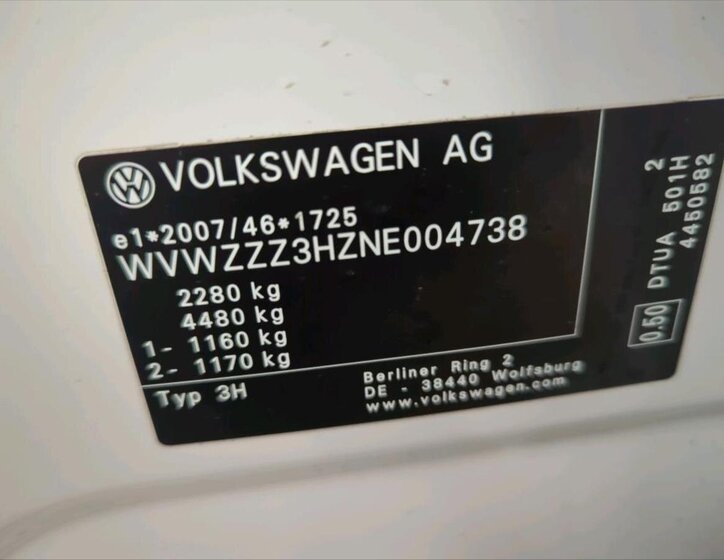 VOLKSWAGEN AG
e1*2007/46*1725
WVWZZZ3HZNE004738
2280 kg
4480 kg
1- 1160 kg
2- 1170 kg
Typ 3H
Berliner Ring 2
DE - 38440 Wolfsburg
www.volkswagen.com
2
DTUA 501H
4450582
0.50